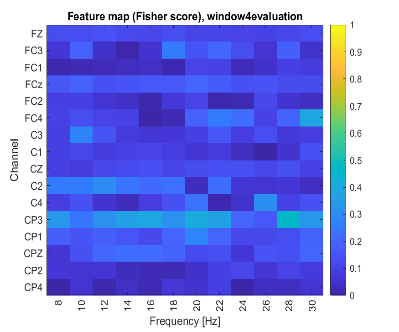 Feature map (Fisher score), window4evaluation
Channel
FZ
FC3
FC1
FCz
FC2
FC4
C3
C1
CZ
C2
C4
CP3
CP1
CPZ
CP2
CP4
8 10 12 14 16 18 20 22 24 26 28 30
Frequency [Hz]
1
0.9
0.8
0.7
0.6
0.5
0.4
0.3
0.2
0.1
0